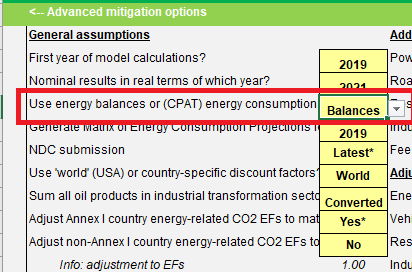 <-- Advanced mitigation options
General assumptions Add
First year of model calculations? 2019 Pow
Nominal results in real terms of which year? 2021 Roa
Use energy balances or (CPAT) energy consumption Balances
Generate Matrix of Energy Consumption Projections 2019 Indu
NDC submission Latest* Fee
Use 'world' (USA) or country-specific discount factors? World Adju
Sum all oil products in industrial transformation secto Converted Ene
Adjust Annex I country energy-related CO2 EFs to mat Yes* Vehi
Adjust non-Annex I country energy-related CO2 EFs to No Res
Info: adjustment to EFs 1.00 Indu